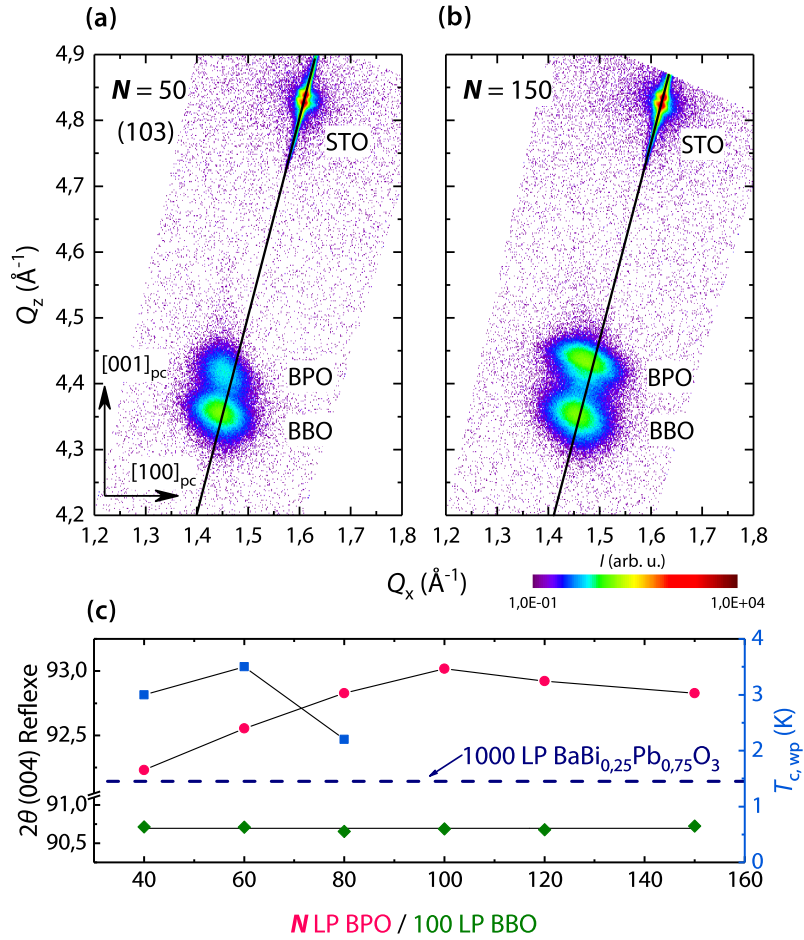 (a)
(b)
4,9
4,8
4,7
4,6
4,5
4,4
4,3
4,2
Qz (Å-1)
N = 50
(103)
STO
BPO
BBO
[001]pc
[100]pc
1,2 1,3 1,4 1,5 1,6 1,7 1,8
N = 150
STO
BPO
BBO
1,2 1,3 1,4 1,5 1,6 1,7 1,8
Qx (Å-1)
I (arb. u.)
1,0E-01 1,0E+04
(c)
93,0
92,5
91,0
90,5
2θ (004) Reflexe
4
3
2
1
0
Tc,wp (K)
1000 LP BaBi0,25Pb0,75O3
40 60 80 100 120 140 160
N LP BPO / 100 LP BBO